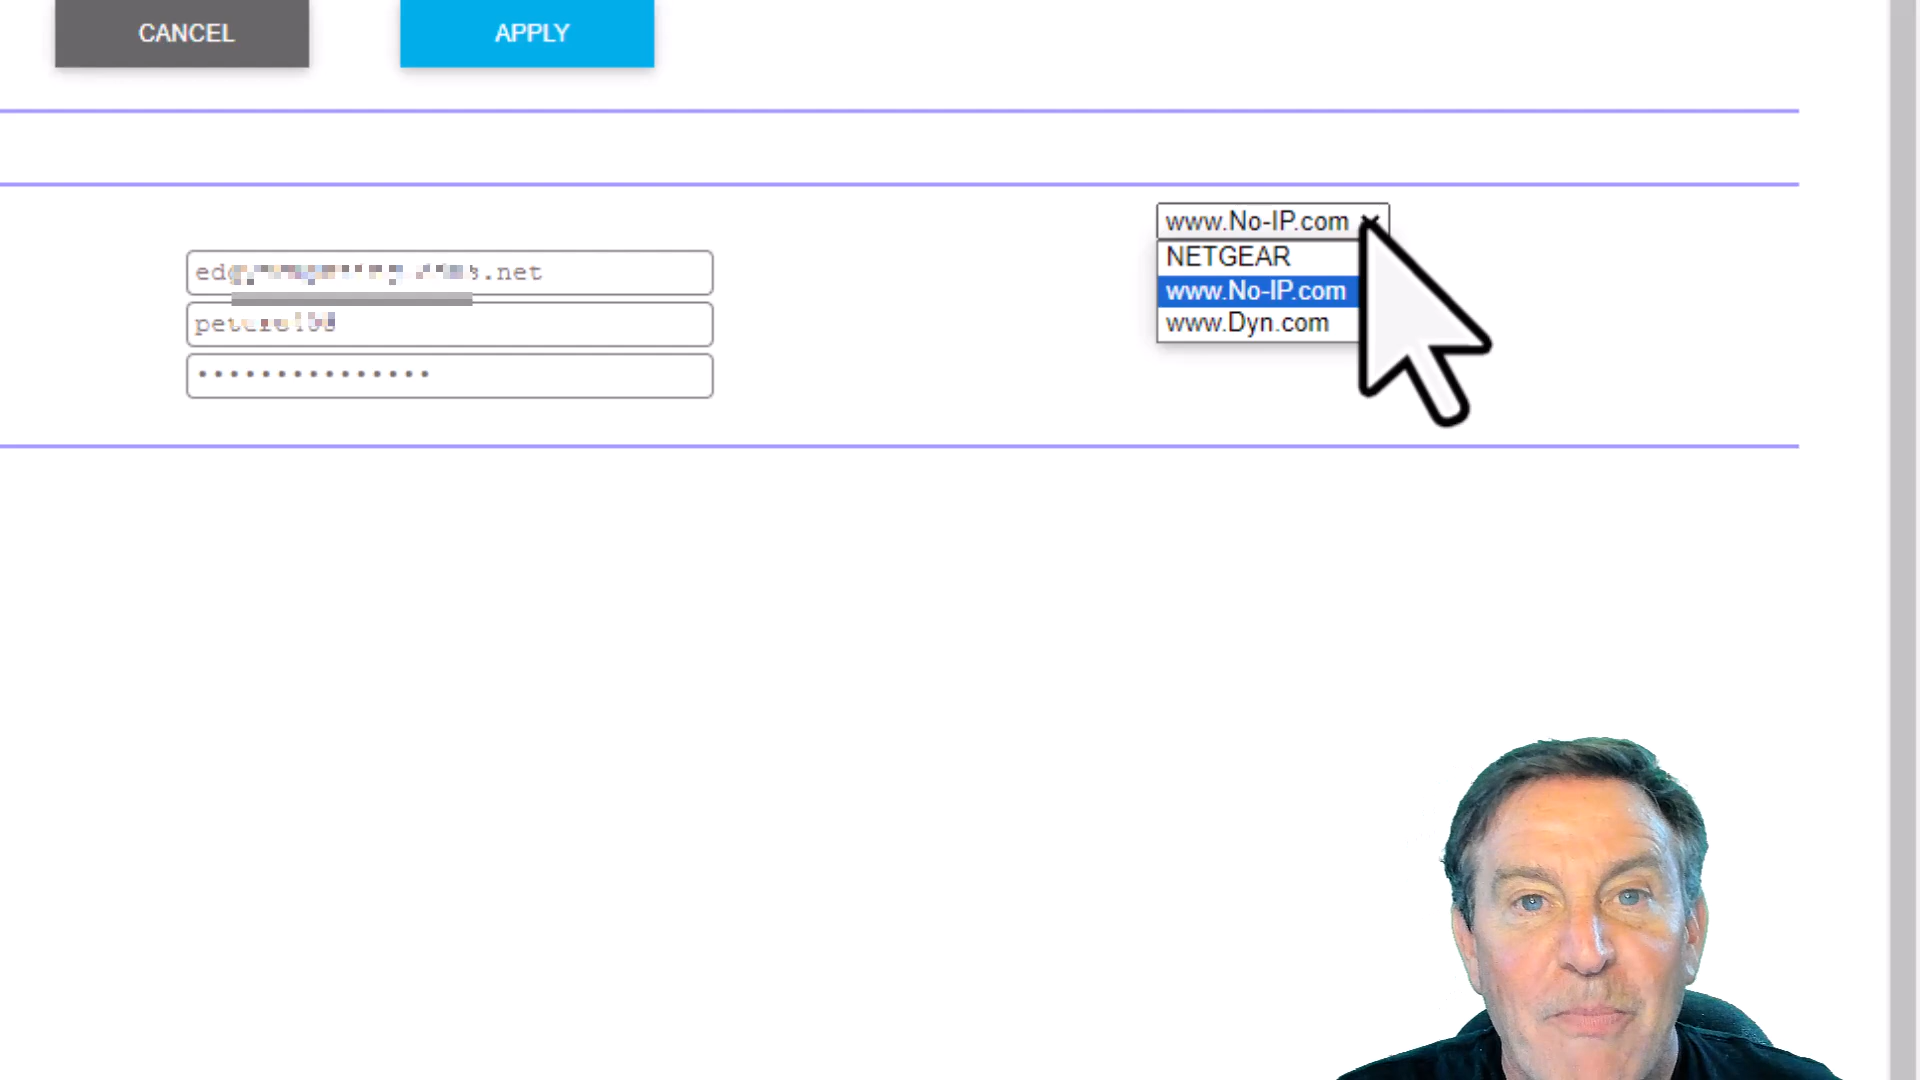 CANCEL APPLY
www.No-IP.com
NETGEAR
www.No-IP.com
www.Dyn.com
•••••••••••••••